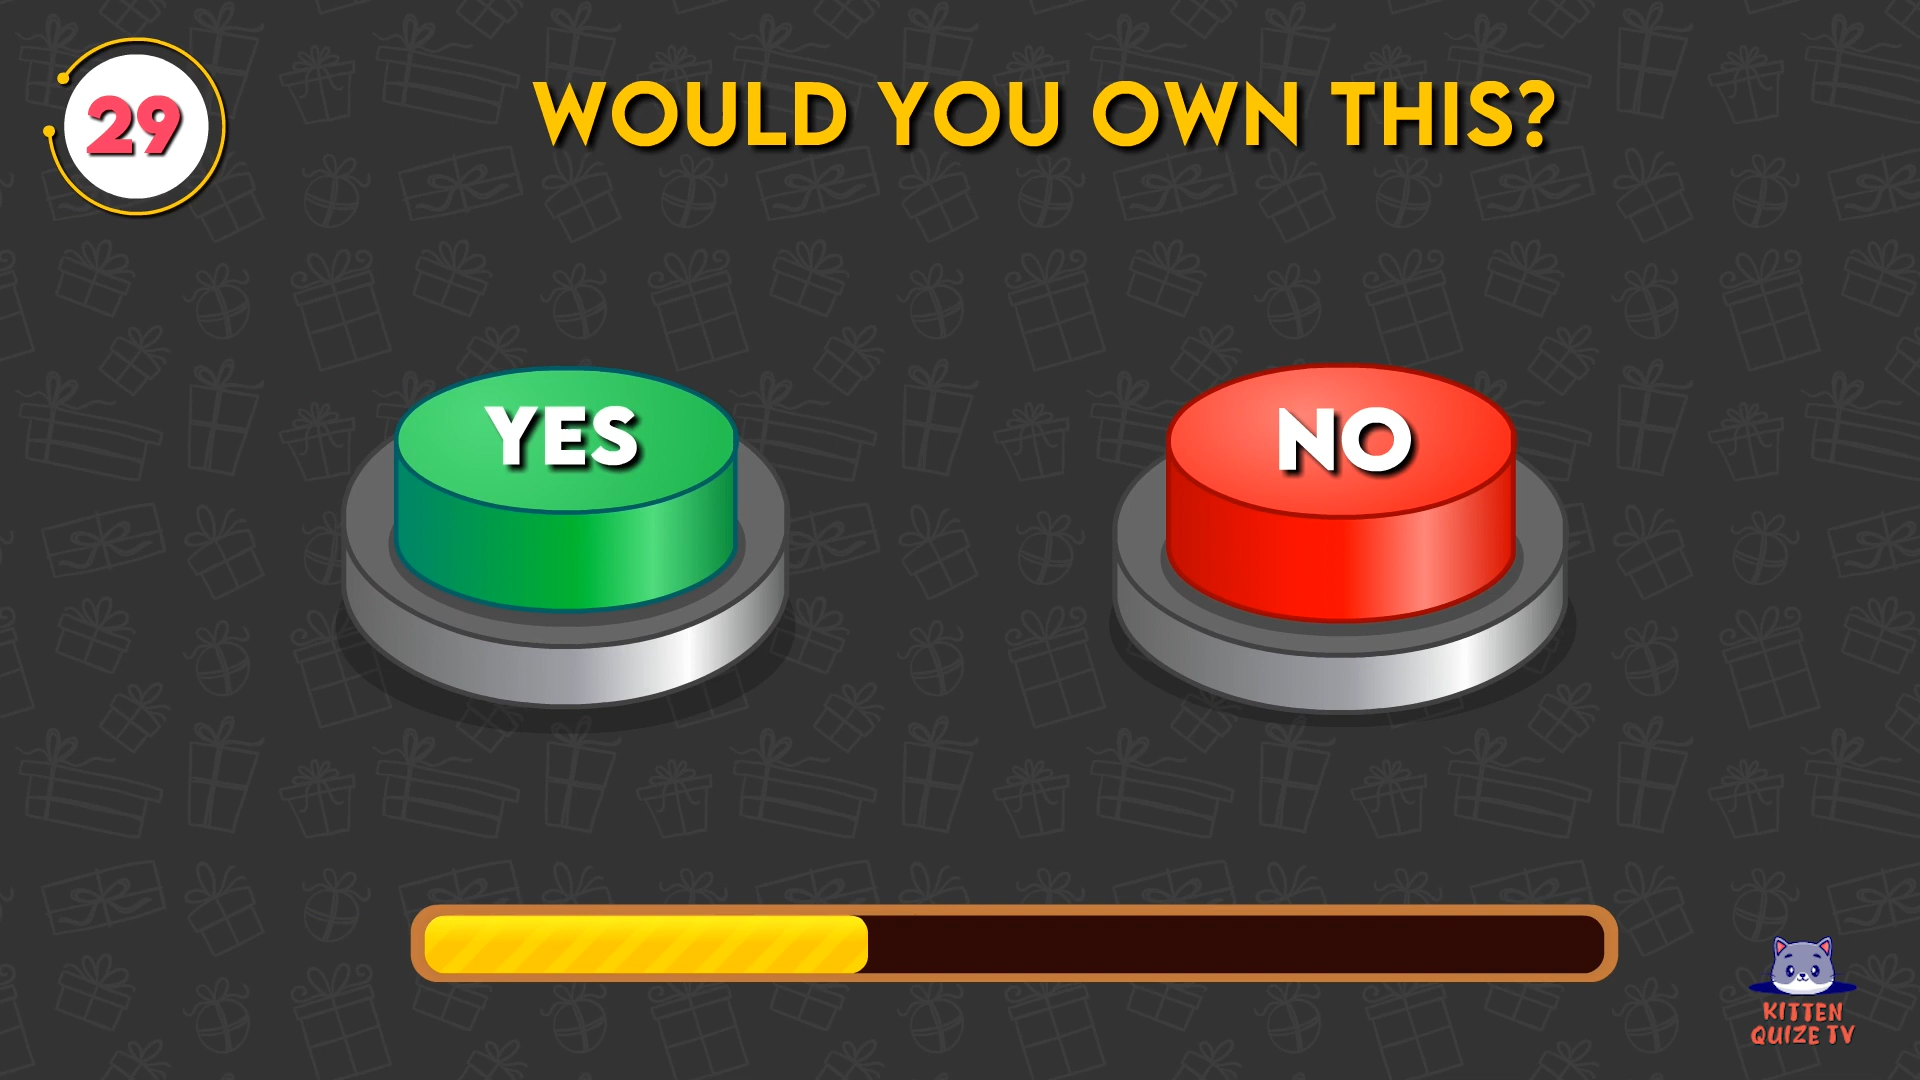 29
WOULD YOU OWN THIS?
YES
NO
KITTEN
QUIZE TV